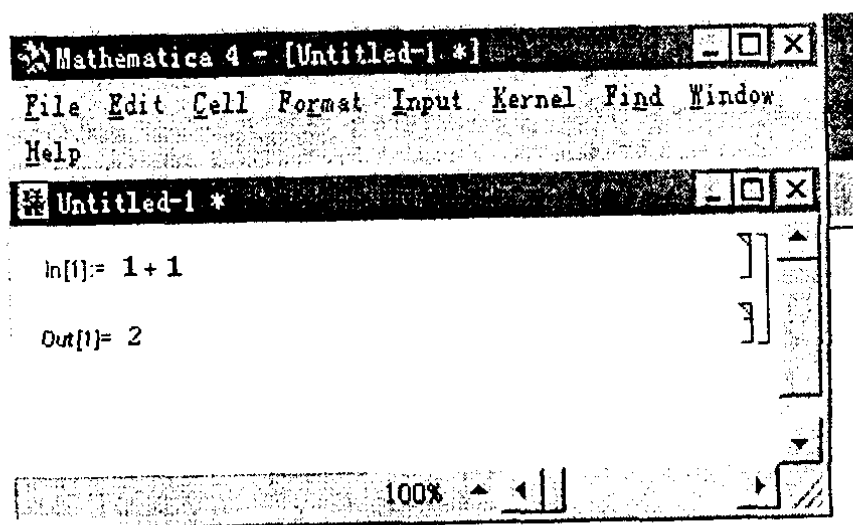 Mathematica 4 - [Untitled-1 *]
File Edit Cell Format Input Kernel Find Window
Help
Untitled-1 *
In[1]:= 1 + 1
Out[1]= 2
100%